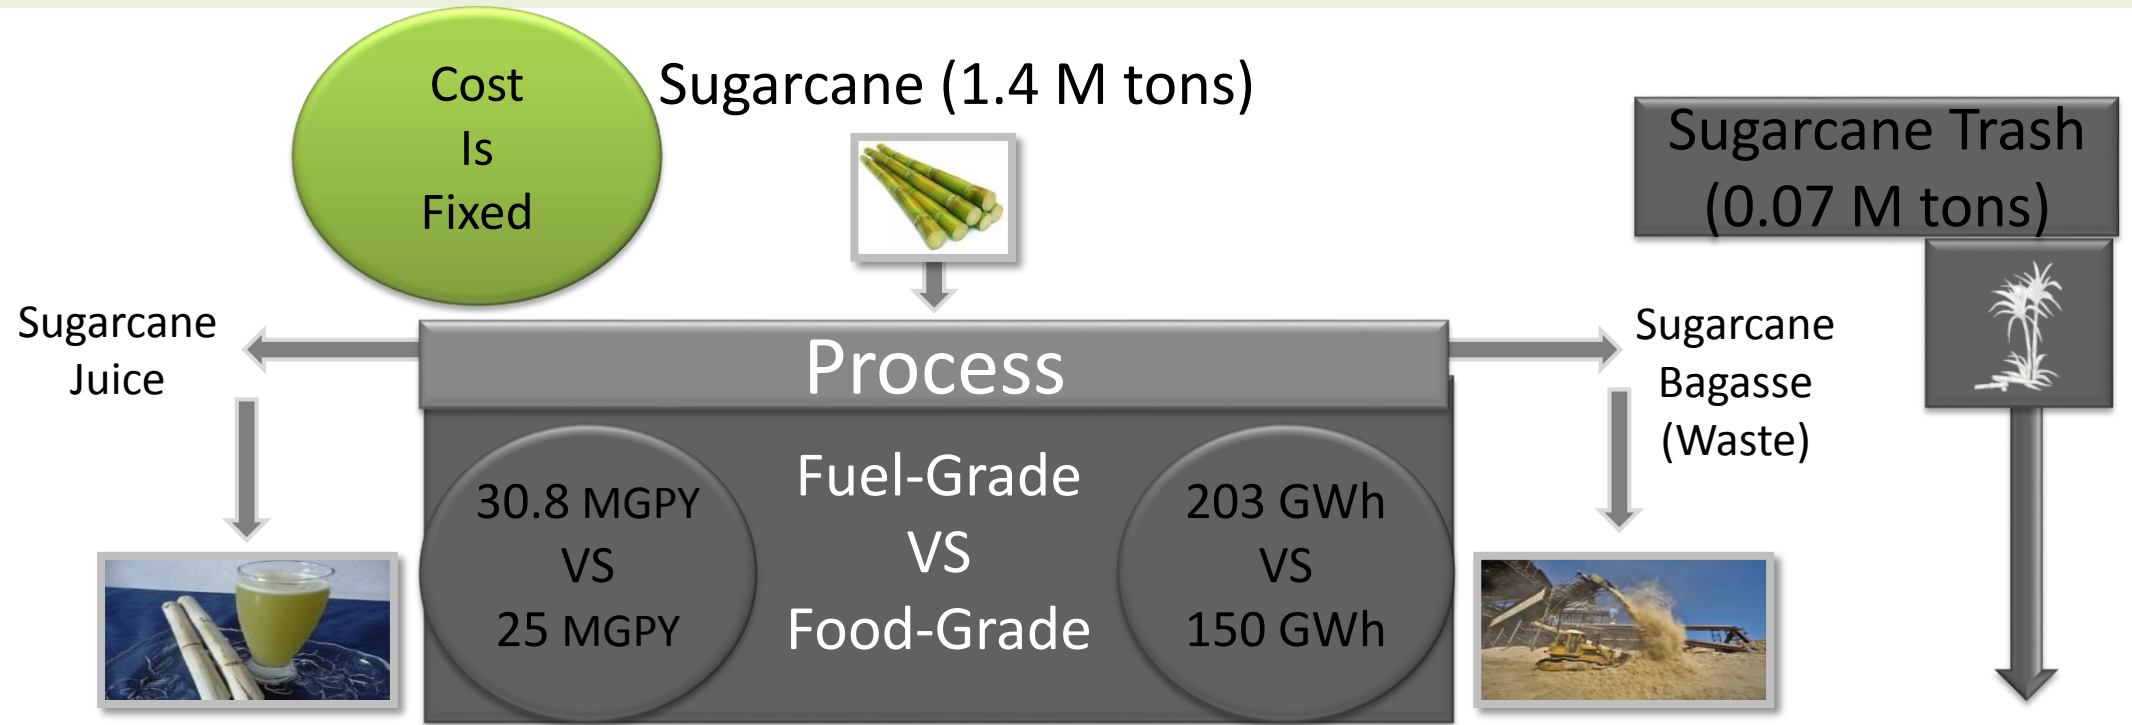 Cost
Is
Fixed
Sugarcane (1.4 M tons)
Sugarcane Trash
(0.07 M tons)
Sugarcane
Juice
Process
Sugarcane
Bagasse
(Waste)
30.8 MGPY
VS
25 MGPY
Fuel-Grade
VS
Food-Grade
203 GWh
VS
150 GWh